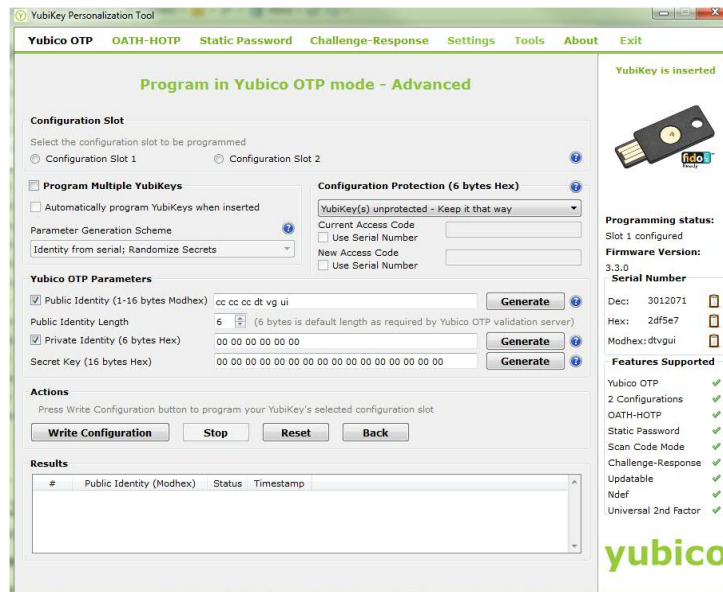 YubiKey Personalization Tool
Yubico OTP OATH-HOTP Static Password Challenge-Response Settings Tools About Exit
Program in Yubico OTP mode - Advanced
Configuration Slot
Select the configuration slot to be programmed
Configuration Slot 1 Configuration Slot 2
Program Multiple YubiKeys
Automatically program YubiKeys when inserted
Parameter Generation Scheme
Identity from serial; Randomize Secrets
Configuration Protection (6 bytes Hex)
YubiKey(s) unprotected - Keep it that way
Current Access Code
Use Serial Number
New Access Code
Use Serial Number
Yubico OTP Parameters
Public Identity (1-16 bytes Modhex) cc cc cc dt vg ui Generate
Public Identity Length 6 (6 bytes is default length as required by Yubico OTP validation server)
Private Identity (6 bytes Hex) 00 00 00 00 00 00 Generate
Secret Key (16 bytes Hex) 00 00 00 00 00 00 00 00 00 00 00 00 00 00 00 00 Generate
Actions
Press Write Configuration button to program your YubiKey's selected configuration slot
Write Configuration Stop Reset Back
Results
# Public Identity (Modhex) Status Timestamp
YubiKey is inserted
fido
Ready
Programming status:
Slot 1 configured
Firmware Version:
3.3.0
Serial Number
Dec: 3012071
Hex: 2df5e7
Modhex: dtvgui
Features Supported
Yubico OTP
2 Configurations
OATH-HOTP
Static Password
Scan Code Mode
Challenge-Response
Updatable
Ndef
Universal 2nd Factor
yubico